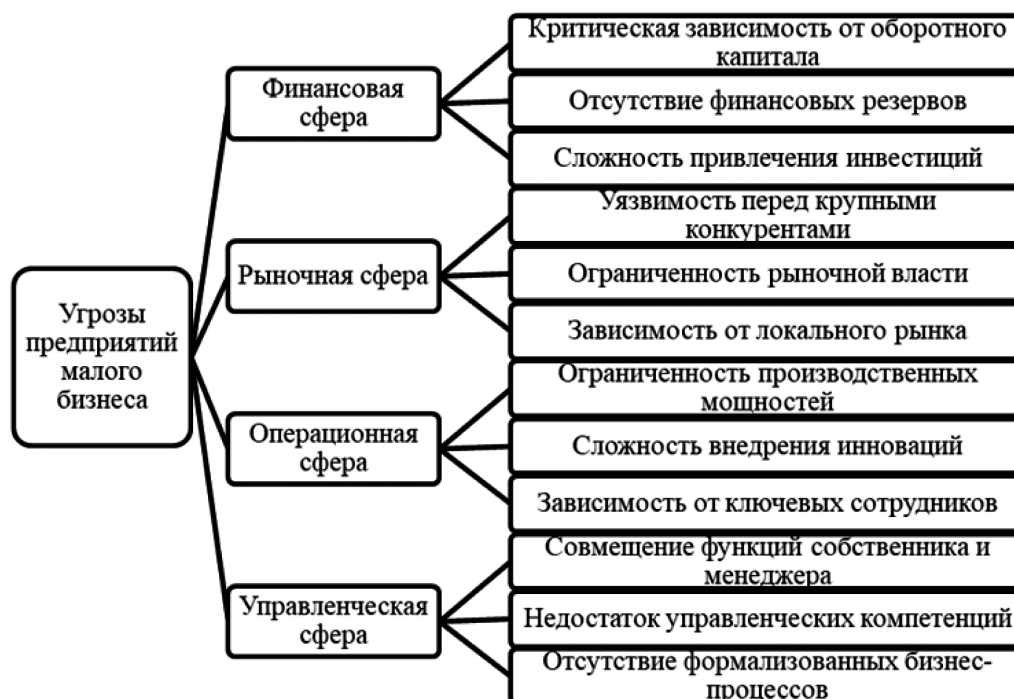 Угрозы
предприятий
малого
бизнеса
Финансовая
сфера
Критическая зависимость от оборотного
капитала
Отсутствие финансовых резервов
Сложность привлечения инвестиций
Рыночная сфера
Уязвимость перед крупными
конкурентами
Ограниченность рыночной власти
Зависимость от локального рынка
Операционная
сфера
Ограниченность производственных
мощностей
Сложность внедрения инноваций
Зависимость от ключевых сотрудников
Управленческая
сфера
Совмещение функций собственника и
менеджера
Недостаток управленческих компетенций
Отсутствие формализованных бизнес-
процессов